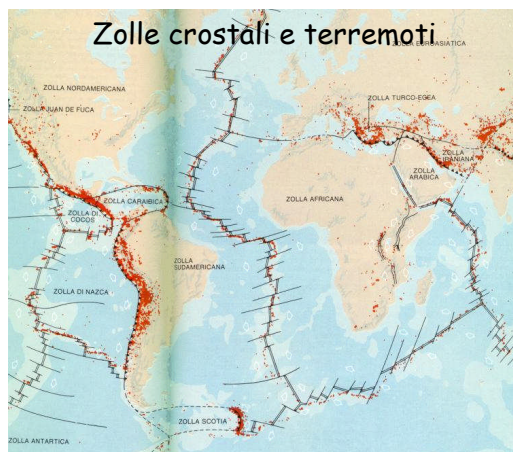 Zolle crostali e terremoti
ZOLLA EUROASIATICA
ZOLLA NORDAMERICANA
ZOLLA TURCO-EGEA
ZOLLA JUAN DE FUCA
ZOLLA
IRANIANA
ZOLLA
ARABICA
ZOLLA CARAIBICA
ZOLLA AFRICANA
ZOLLA DI
COCOS
ZOLLA
SUDAMERICANA
ZOLLA DI NAZCA
ZOLLA SCOTIA
ZOLLA ANTARTICA